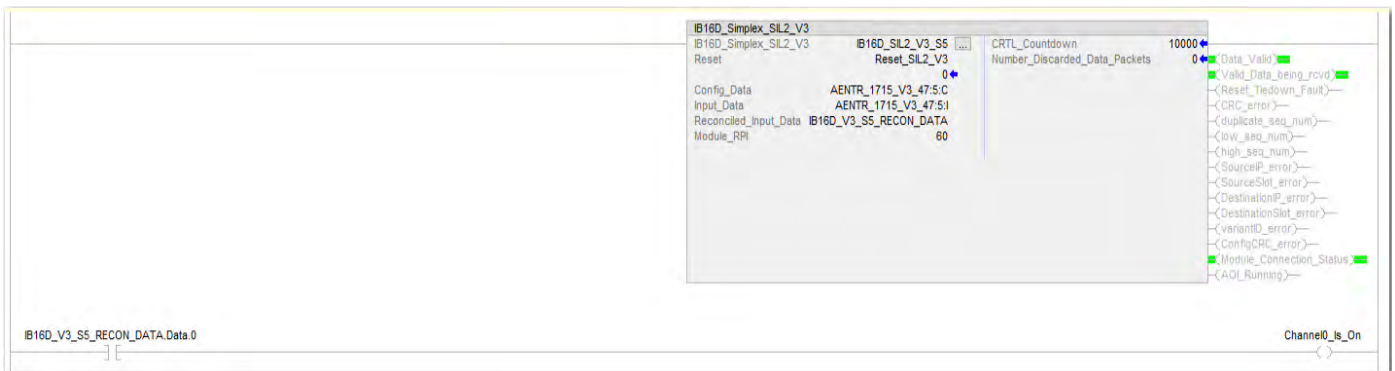 IB16D_Simplex_SIL2_V3
IB16D_Simplex_SIL2_V3 IB16D_SIL2_V3_S5 ... CRTL_Countdown 10000
Reset Reset_SIL2_V3 Number_Discarded_Data_Packets 0 (Data_Valid)
0 (Valid_Data_being_rcvd)
(Reset_Tiedown_Fault)
Config_Data AENTR_1715_V3_47:5:C (CRC_error)
Input_Data AENTR_1715_V3_47:5:I (duplicate_seq_num)
Reconciled_Input_Data IB16D_V3_S5_RECON_DATA (low_seq_num)
Module_RPI 60 (high_seq_num)
(SourceIP_error)
(SourceSlot_error)
(DestinationIP_error)
(DestinationSlot_error)
(variantID_error)
(ConfigCRC_error)
(Module_Connection_Status)
(AOI_Running)
IB16D_V3_S5_RECON_DATA.Data.0 Channel0_Is_On